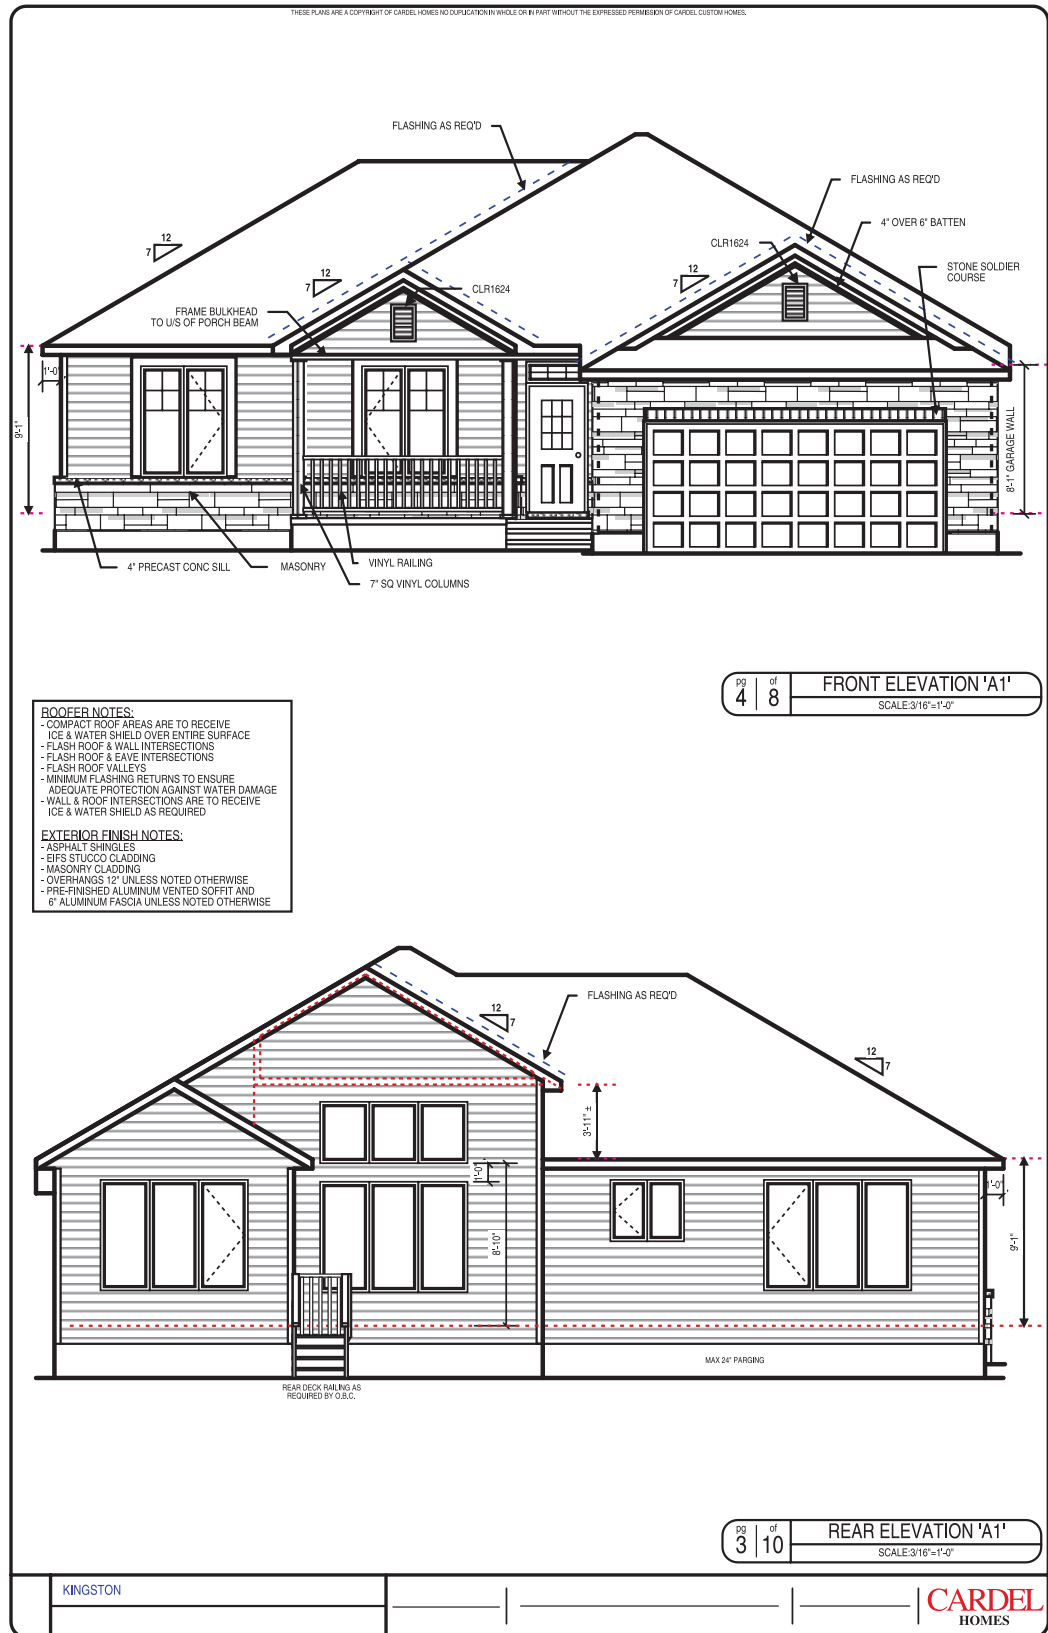 THESE PLANS ARE A COPYRIGHT OF CARDEL HOMES NO DUPLICATION IN WHOLE OR IN PART WITHOUT THE EXPRESSED PERMISSION OF CARDEL CUSTOM HOMES.
FLASHING AS REQ'D
FLASHING AS REQ'D
4" OVER 6" BATTEN
CLR1624
STONE SOLDIER
COURSE
12
7
12
7
12
7
CLR1624
FRAME BULKHEAD
TO U/S OF PORCH BEAM
1'-0"
9'-1"
8'-1" GARAGE WALL
4" PRECAST CONC SILL
MASONRY
VINYL RAILING
7" SQ VINYL COLUMNS
pg
4
of
8
FRONT ELEVATION 'A1'
SCALE:3/16"=1'-0"
ROOFER NOTES:
- COMPACT ROOF AREAS ARE TO RECEIVE
ICE & WATER SHIELD OVER ENTIRE SURFACE
- FLASH ROOF & WALL INTERSECTIONS
- FLASH ROOF & EAVE INTERSECTIONS
- FLASH ROOF VALLEYS
- MINIMUM FLASHING RETURNS TO ENSURE
ADEQUATE PROTECTION AGAINST WATER DAMAGE
- WALL & ROOF INTERSECTIONS ARE TO RECEIVE
ICE & WATER SHIELD AS REQUIRED
EXTERIOR FINISH NOTES:
- ASPHALT SHINGLES
- EIFS STUCCO CLADDING
- MASONRY CLADDING
- OVERHANGS 12" UNLESS NOTED OTHERWISE
- PRE-FINISHED ALUMINUM VENTED SOFFIT AND
6" ALUMINUM FASCIA UNLESS NOTED OTHERWISE
FLASHING AS REQ'D
12
7
12
7
3'-11" ±
1'-0"
8'-10"
1'-0"
9'-1"
MAX 24" PARGING
REAR DECK RAILING AS
REQUIRED BY O.B.C.
pg
3
of
10
REAR ELEVATION 'A1'
SCALE:3/16"=1'-0"
KINGSTON
CARDEL
HOMES